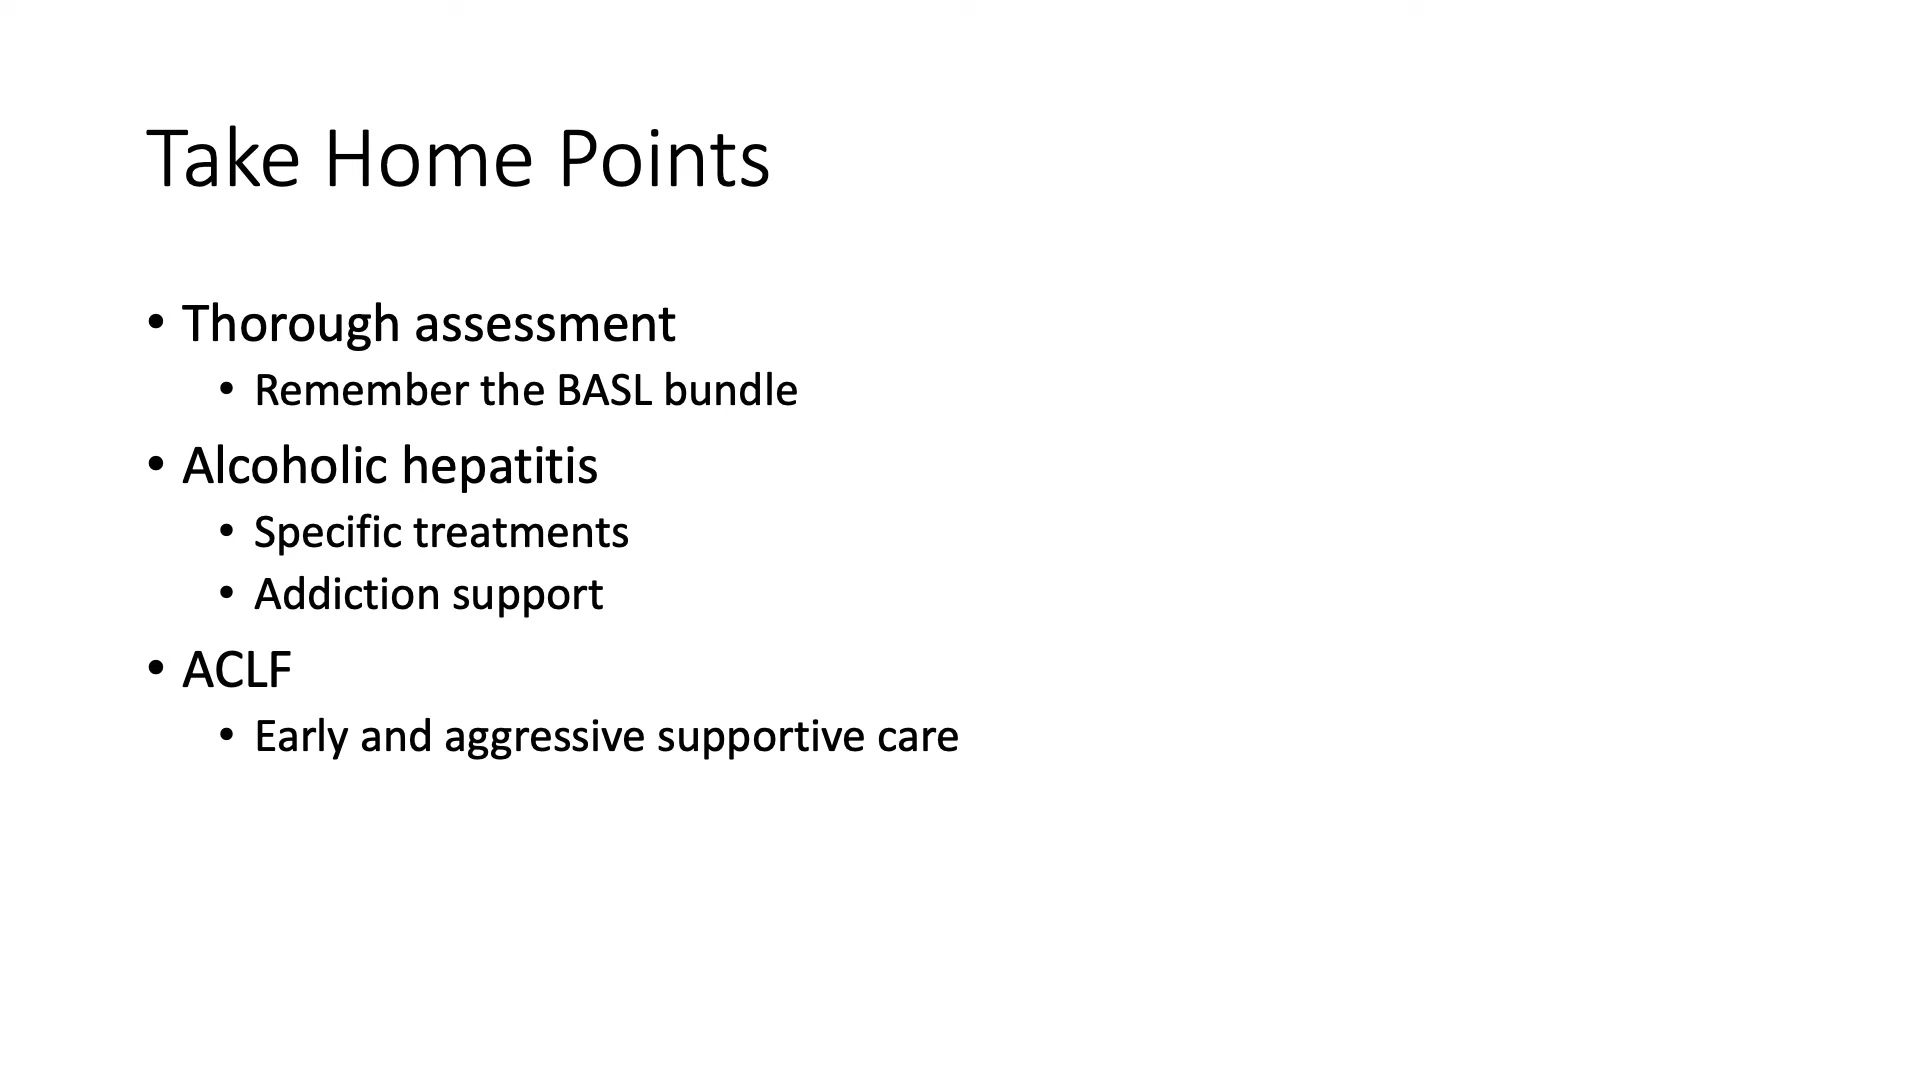 Take Home Points
• Thorough assessment
• Remember the BASL bundle
• Alcoholic hepatitis
• Specific treatments
• Addiction support
• ACLF
• Early and aggressive supportive care